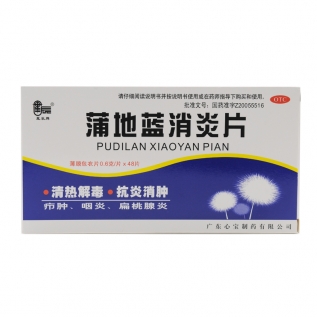 请仔细阅读说明书并按说明书使用或在药师指导下购买和使用。
批准文号：国药准字Z20055516
OTC
蒲地蓝消炎片
PUDILAN XIAOYAN PIAN
薄膜包衣片0.6克/片×48片
清热解毒·抗炎消肿
疖肿、咽炎、扁桃腺炎
广东心宝制药有限公司